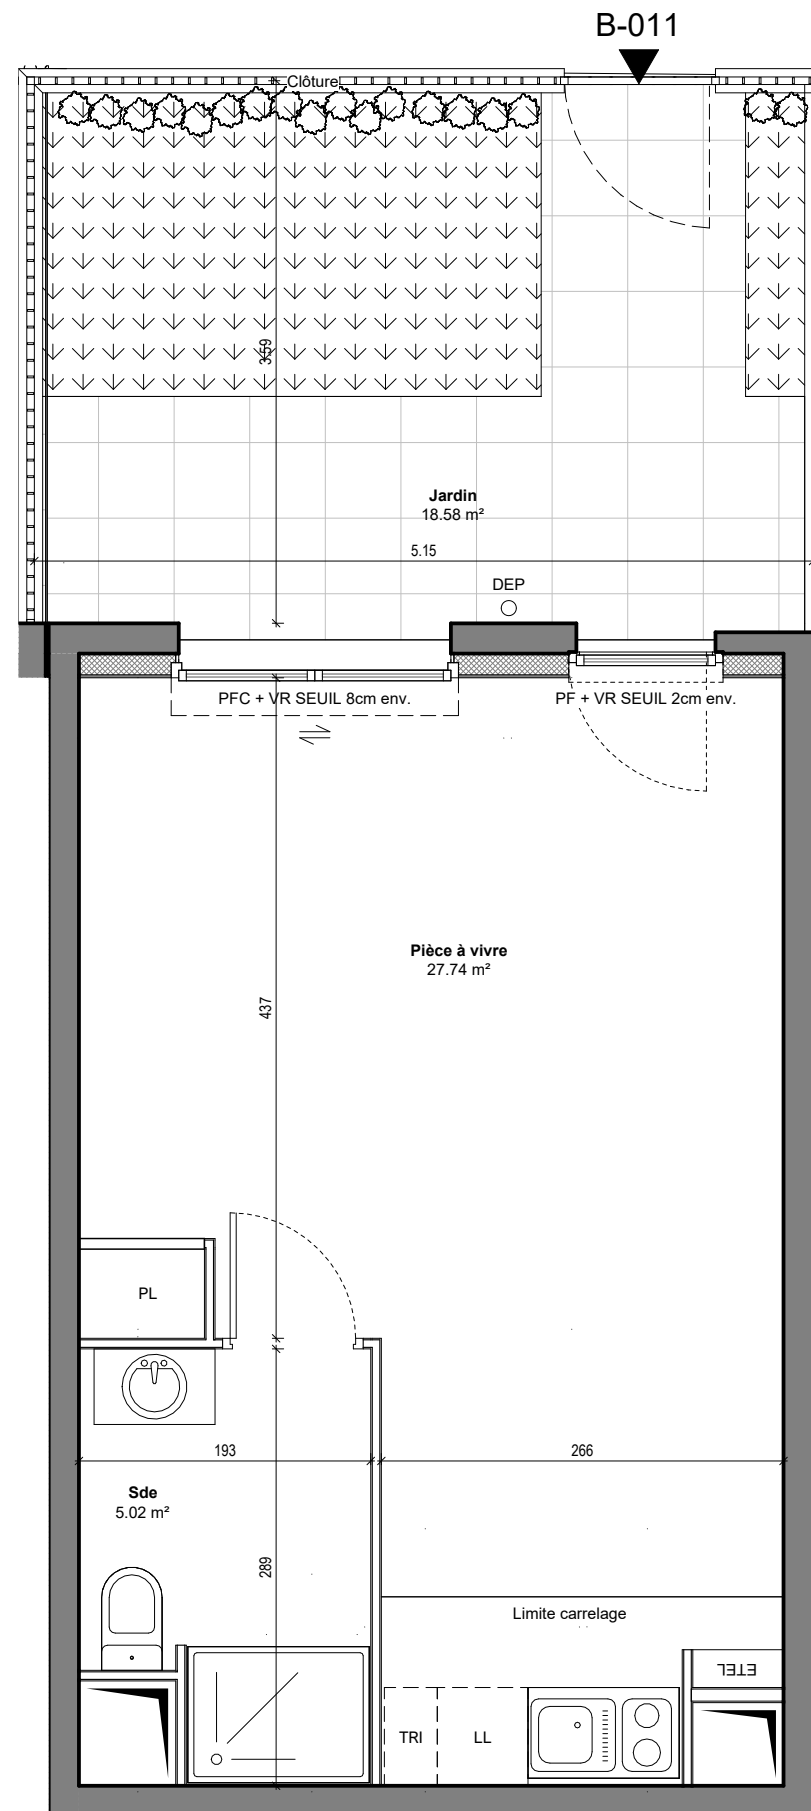 B-011
Clôture
3.59
Jardin
18.58 m²
5.15
DEP
PFC + VR SEUIL 8cm env.
PF + VR SEUIL 2cm env.
Pièce à vivre
27.74 m²
437
PL
193
266
Sde
5.02 m²
289
Limite carrelage
ETEL
TRI
LL